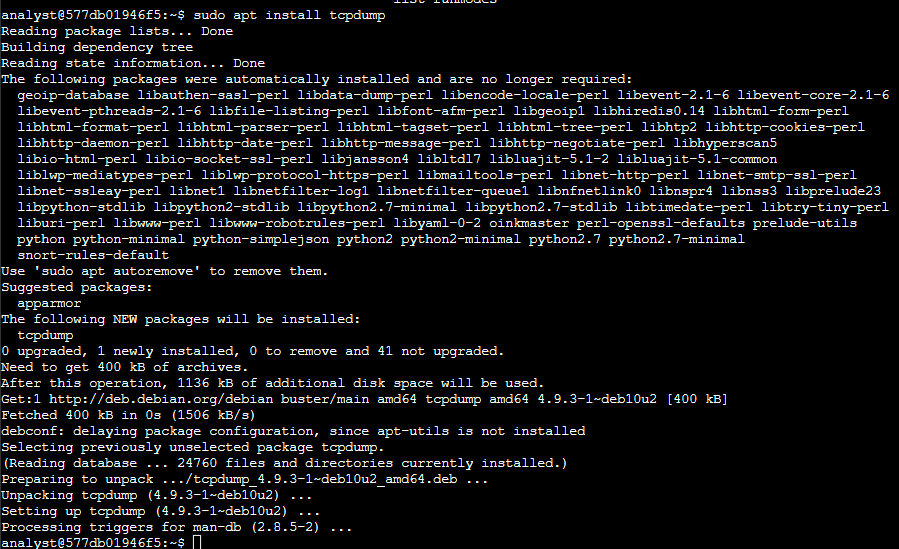 list runmodes
analyst@577db01946f5:~$ sudo apt install tcpdump
Reading package lists... Done
Building dependency tree
Reading state information... Done
The following packages were automatically installed and are no longer required:
  geoip-database libauthen-sasl-perl libdata-dump-perl libencode-locale-perl libevent-2.1-6 libevent-core-2.1-6
  libevent-pthreads-2.1-6 libfile-listing-perl libfont-afm-perl libgeoip1 libhiredis0.14 libhtml-form-perl
  libhtml-format-perl libhtml-parser-perl libhtml-tagset-perl libhtml-tree-perl libhtp2 libhttp-cookies-perl
  libhttp-daemon-perl libhttp-date-perl libhttp-message-perl libhttp-negotiate-perl libhyperscan5
  libio-html-perl libio-socket-ssl-perl libjansson4 libltdl7 libluajit-5.1-2 libluajit-5.1-common
  liblwp-mediatypes-perl liblwp-protocol-https-perl libmailtools-perl libnet-http-perl libnet-smtp-ssl-perl
  libnet-ssleay-perl libnet1 libnetfilter-log1 libnetfilter-queue1 libnfnetlink0 libnspr4 libnss3 libprelude23
  libpython-stdlib libpython2-stdlib libpython2.7-minimal libpython2.7-stdlib libtimedate-perl libtry-tiny-perl
  liburi-perl libwww-perl libwww-robotrules-perl libyaml-0-2 oinkmaster perl-openssl-defaults prelude-utils
  python python-minimal python-simplejson python2 python2-minimal python2.7 python2.7-minimal
  snort-rules-default
Use 'sudo apt autoremove' to remove them.
Suggested packages:
  apparmor
The following NEW packages will be installed:
  tcpdump
0 upgraded, 1 newly installed, 0 to remove and 41 not upgraded.
Need to get 400 kB of archives.
After this operation, 1136 kB of additional disk space will be used.
Get:1 http://deb.debian.org/debian buster/main amd64 tcpdump amd64 4.9.3-1~deb10u2 [400 kB]
Fetched 400 kB in 0s (1506 kB/s)
debconf: delaying package configuration, since apt-utils is not installed
Selecting previously unselected package tcpdump.
(Reading database ... 24760 files and directories currently installed.)
Preparing to unpack .../tcpdump_4.9.3-1~deb10u2_amd64.deb ...
Unpacking tcpdump (4.9.3-1~deb10u2) ...
Setting up tcpdump (4.9.3-1~deb10u2) ...
Processing triggers for man-db (2.8.5-2) ...
analyst@577db01946f5:~$